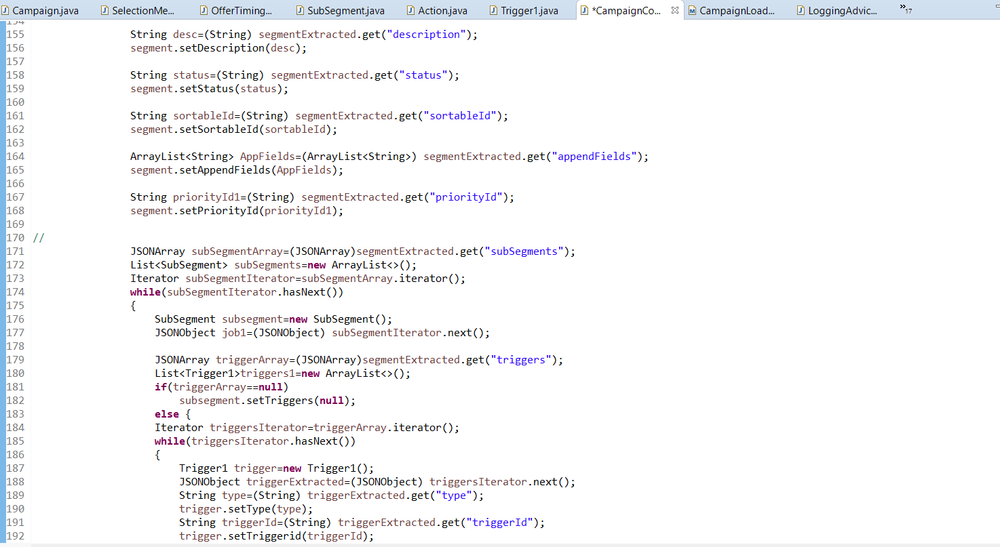 Campaign.java SelectionMe... OfferTiming... SubSegment.java Action.java Trigger1.java *CampaignCo... CampaignLoad... LoggingAdvic... »17
154
155 String desc=(String) segmentExtracted.get("description");
156 segment.setDescription(desc);
157
158 String status=(String) segmentExtracted.get("status");
159 segment.setStatus(status);
160
161 String sortableId=(String) segmentExtracted.get("sortableId");
162 segment.setSortableId(sortableId);
163
164 ArrayList<String> AppFields=(ArrayList<String>) segmentExtracted.get("appendFields");
165 segment.setAppendFields(AppFields);
166
167 String priorityId1=(String) segmentExtracted.get("priorityId");
168 segment.setPriorityId(priorityId1);
169
170 //
171 JSONArray subSegmentArray=(JSONArray)segmentExtracted.get("subSegments");
172 List<SubSegment> subSegments=new ArrayList<>();
173 Iterator subSegmentIterator=subSegmentArray.iterator();
174 while(subSegmentIterator.hasNext())
175 {
176 SubSegment subsegment=new SubSegment();
177 JSONObject job1=(JSONObject) subSegmentIterator.next();
178
179 JSONArray triggerArray=(JSONArray)segmentExtracted.get("triggers");
180 List<Trigger1>triggers1=new ArrayList<>();
181 if(triggerArray==null)
182 subsegment.setTriggers(null);
183 else {
184 Iterator triggersIterator=triggerArray.iterator();
185 while(triggersIterator.hasNext())
186 {
187 Trigger1 trigger=new Trigger1();
188 JSONObject triggerExtracted=(JSONObject) triggersIterator.next();
189 String type=(String) triggerExtracted.get("type");
190 trigger.setType(type);
191 String triggerId=(String) triggerExtracted.get("triggerId");
192 trigger.setTriggerid(triggerId);